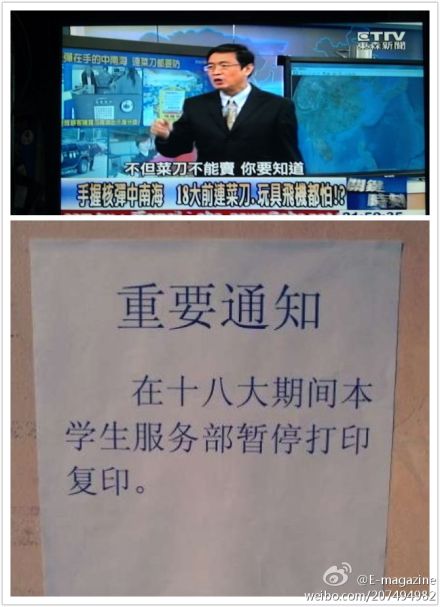 ETTV
東森新聞
彈在手的中南海 連菜刀都要防
不但菜刀不能賣 你要知道
手握核彈中南海 18大前連菜刀、玩具飛機都怕!?
重要通知
在十八大期间本
学生服务部暂停打印
复印。
@E-magazine
weibo.com/207494982